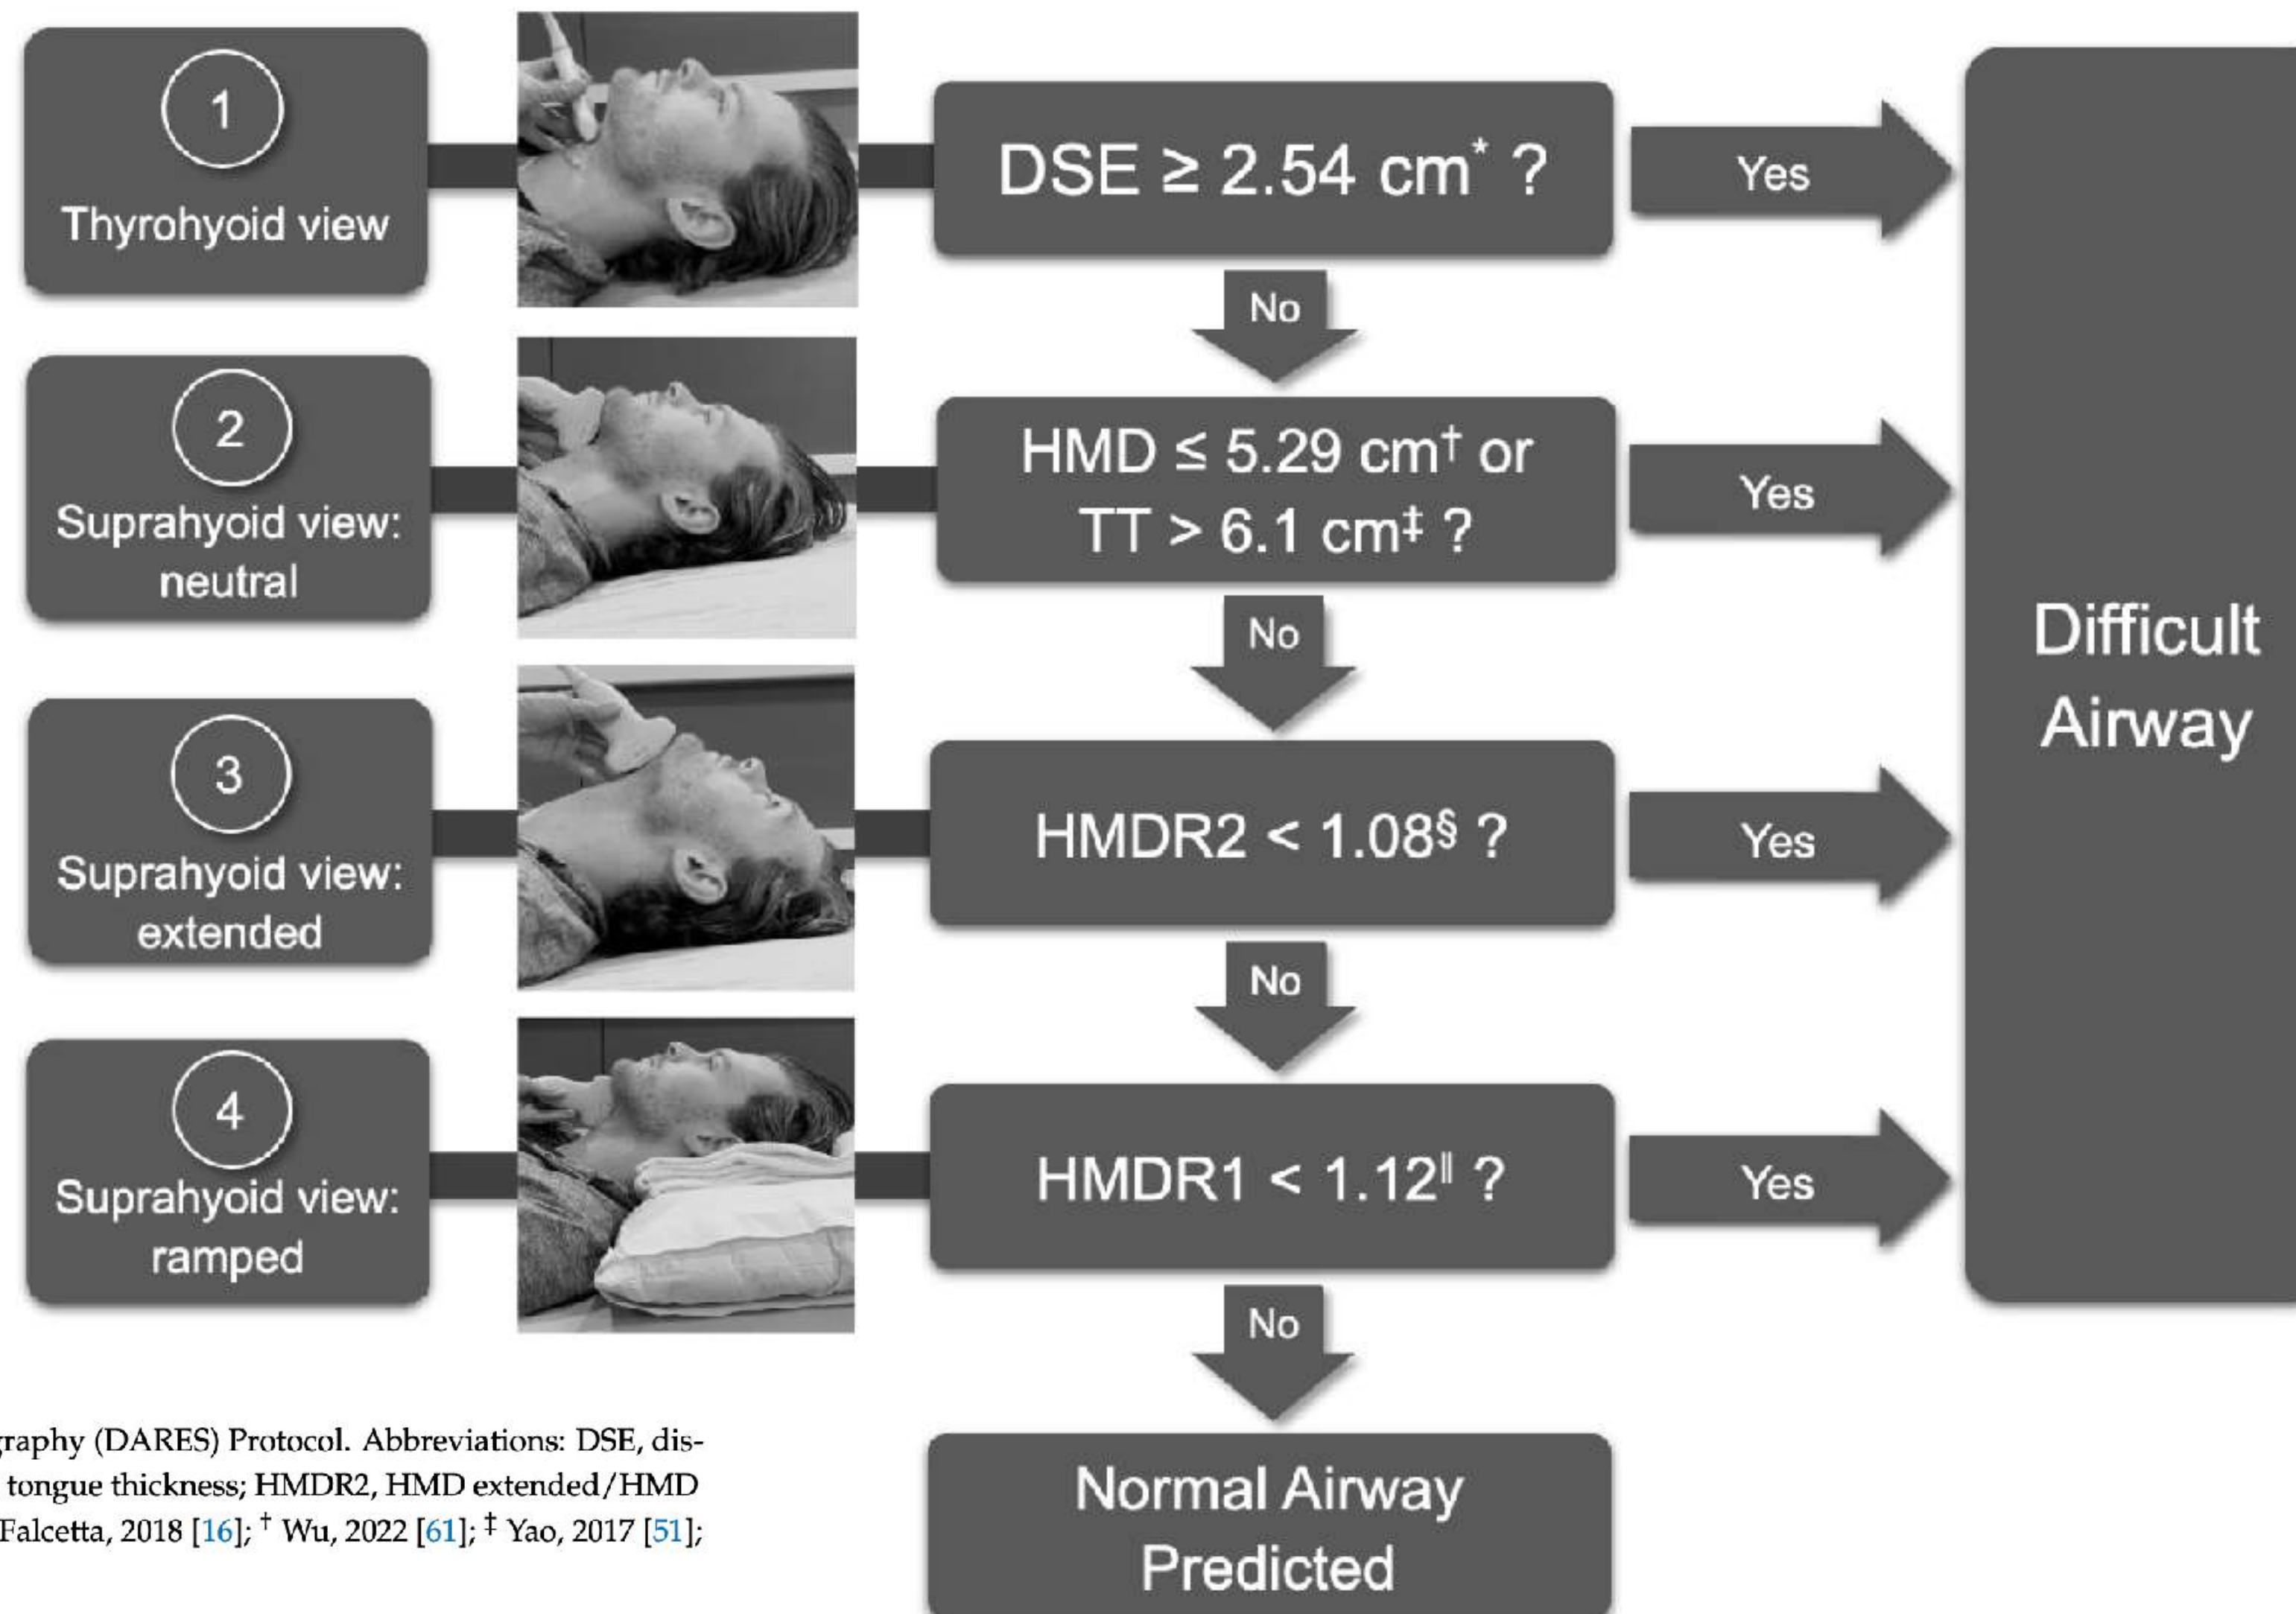 1
Thyrohyoid view
DSE ≥ 2.54 cm* ?
Yes
No
2
Suprahyoid view:
neutral
HMD ≤ 5.29 cm† or
TT > 6.1 cm‡ ?
Yes
No
3
Suprahyoid view:
extended
HMDR2 < 1.08§ ?
Yes
No
4
Suprahyoid view:
ramped
HMDR1 < 1.12‖ ?
Yes
No
Difficult
Airway
Normal Airway
Predicted
graphy (DARES) Protocol. Abbreviations: DSE, dis-
tongue thickness; HMDR2, HMD extended/HMD
Falcetta, 2018 [16]; † Wu, 2022 [61]; ‡ Yao, 2017 [51];